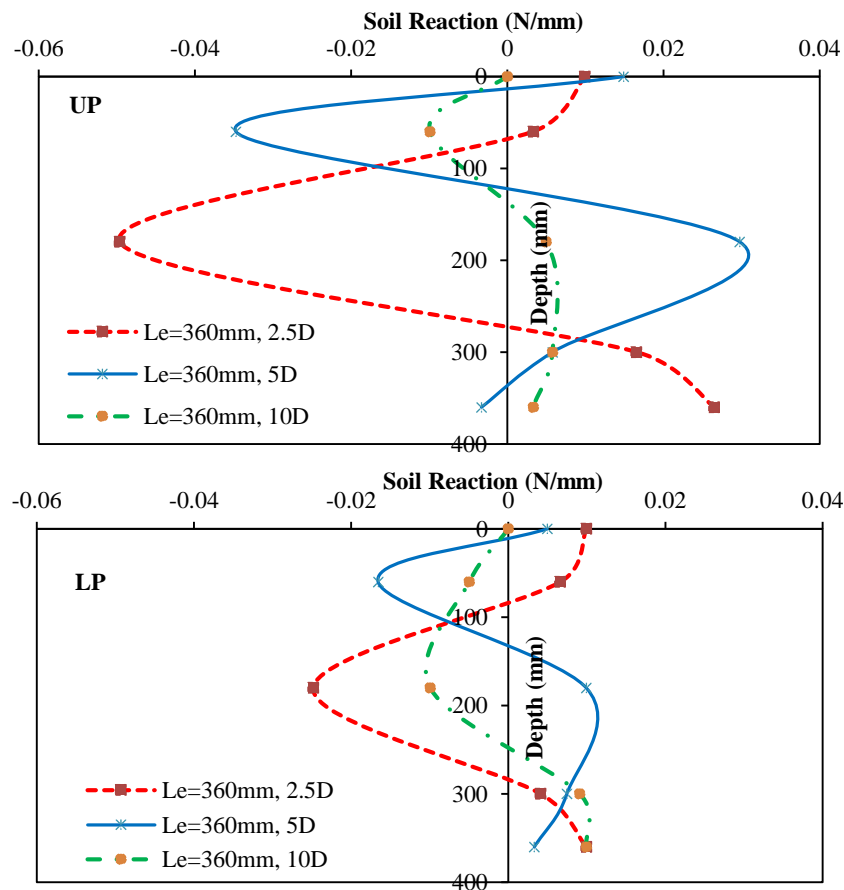 Soil Reaction (N/mm)
-0.06 -0.04 -0.02 0 0.02 0.04
0
UP
100
Depth (mm)
200
Le=360mm, 2.5D
Le=360mm, 5D
300
Le=360mm, 10D
400
Soil Reaction (N/mm)
-0.06 -0.04 -0.02 0 0.02 0.04
0
LP
100
Depth (mm)
200
300
Le=360mm, 2.5D
Le=360mm, 5D
Le=360mm, 10D
400